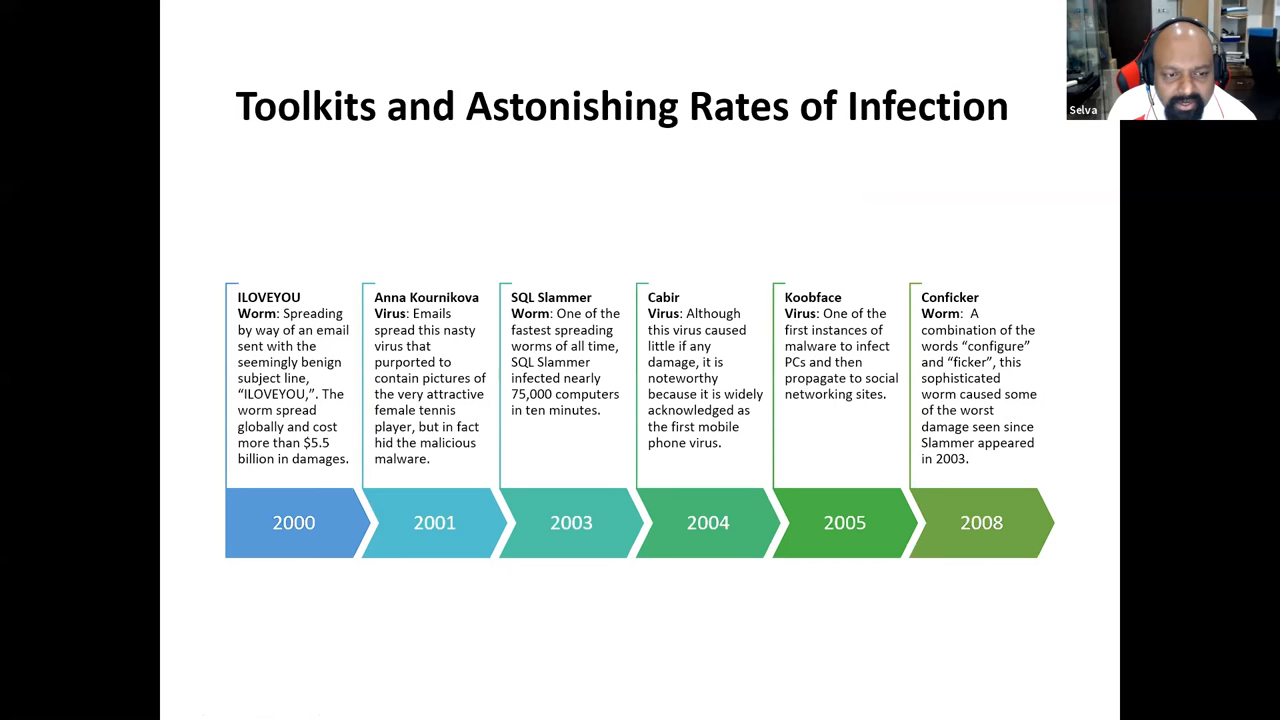 Toolkits and Astonishing Rates of Infection
Selva
ILOVEYOU
Worm: Spreading
by way of an email
sent with the
seemingly benign
subject line,
“ILOVEYOU,”. The
worm spread
globally and cost
more than $5.5
billion in damages.
Anna Kournikova
Virus: Emails
spread this nasty
virus that
purported to
contain pictures of
the very attractive
female tennis
player, but in fact
hid the malicious
malware.
SQL Slammer
Worm: One of the
fastest spreading
worms of all time,
SQL Slammer
infected nearly
75,000 computers
in ten minutes.
Cabir
Virus: Although
this virus caused
little if any
damage, it is
noteworthy
because it is widely
acknowledged as
the first mobile
phone virus.
Koobface
Virus: One of the
first instances of
malware to infect
PCs and then
propagate to social
networking sites.
Conficker
Worm:  A
combination of the
words “configure”
and “ficker”, this
sophisticated
worm caused some
of the worst
damage seen since
Slammer appeared
in 2003.
2000
2001
2003
2004
2005
2008